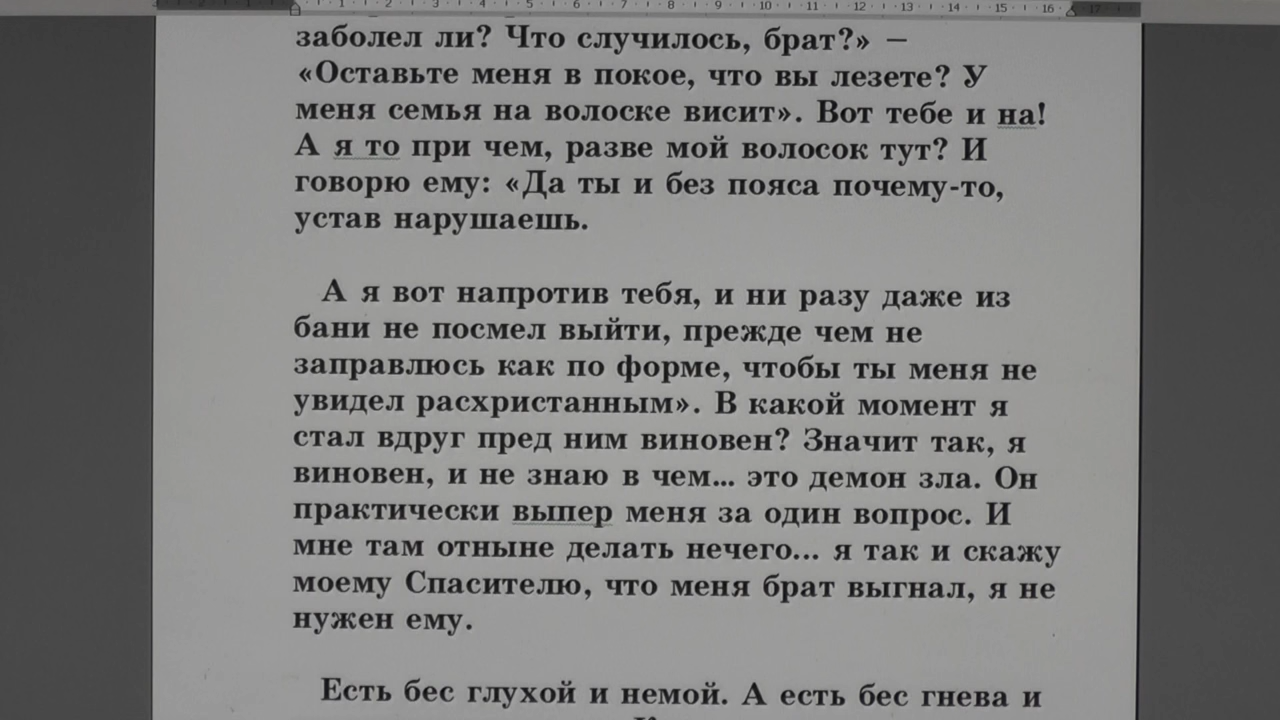 заболел ли? Что случилось, брат?» –
«Оставьте меня в покое, что вы лезете? У
меня семья на волоске висит». Вот тебе и на!
А я то при чем, разве мой волосок тут? И
говорю ему: «Да ты и без пояса почему-то,
устав нарушаешь.
А я вот напротив тебя, и ни разу даже из
бани не посмел выйти, прежде чем не
заправлюсь как по форме, чтобы ты меня не
увидел расхристанным». В какой момент я
стал вдруг пред ним виновен? Значит так, я
виновен, и не знаю в чем... это демон зла. Он
практически выпер меня за один вопрос. И
мне там отныне делать нечего... я так и скажу
моему Спасителю, что меня брат выгнал, я не
нужен ему.
Есть бес глухой и немой. А есть бес гнева и